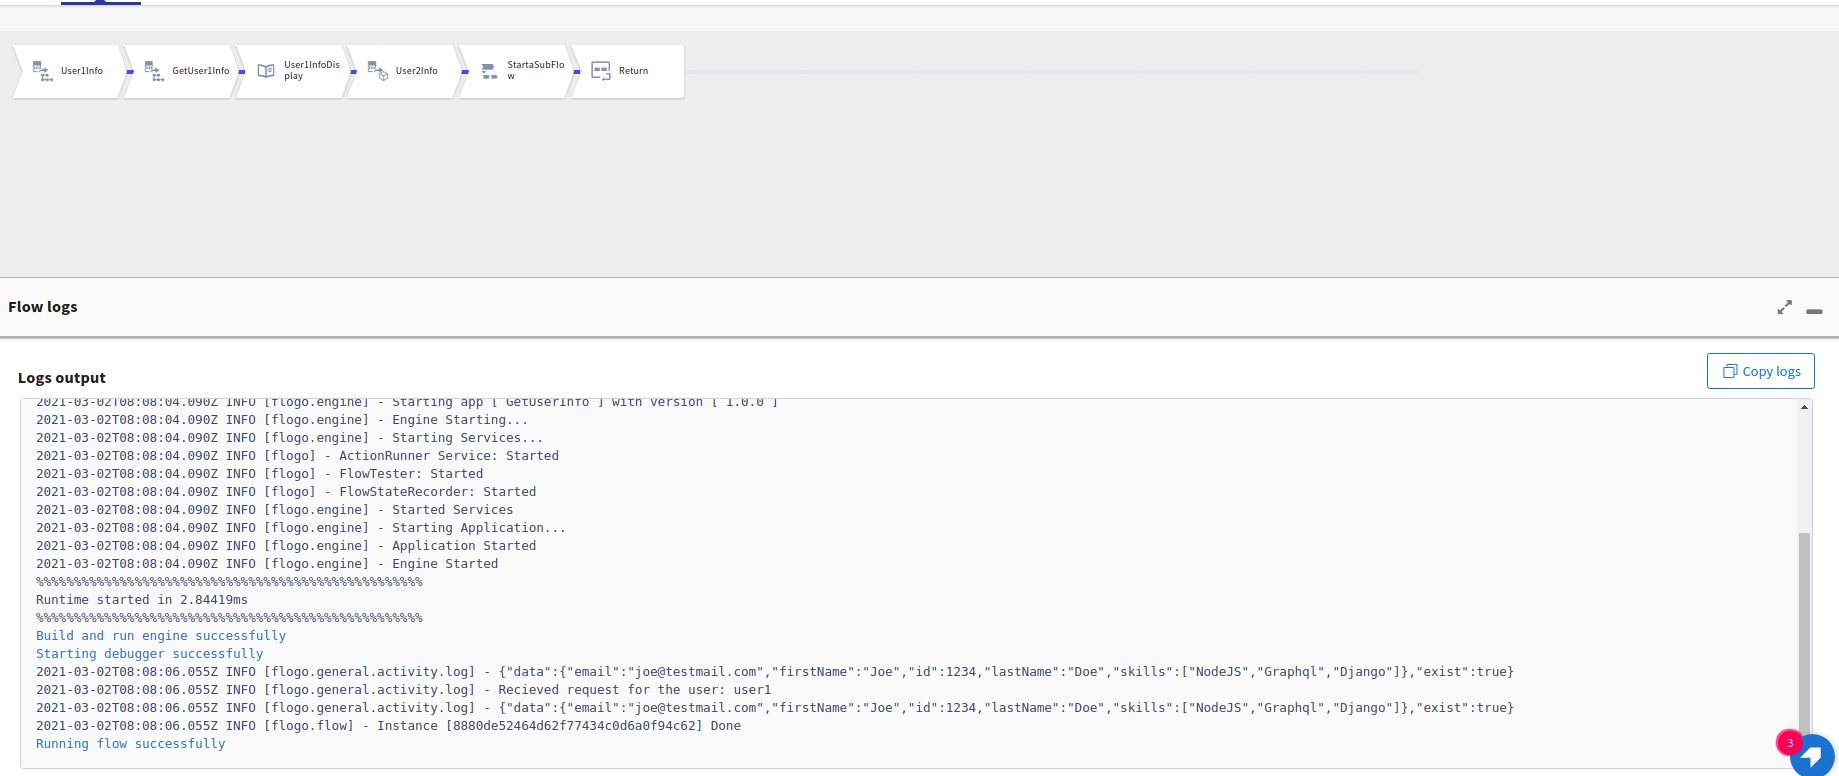 User1Info
GetUser1Info
User1InfoDis
play
User2Info
StartaSubFlo
w
Return
Flow logs
Logs output
Copy logs
2021-03-02T08:08:04.090Z INFO [flogo.engine] - Starting app [ GetUserInfo ] with version [ 1.0.0 ]
2021-03-02T08:08:04.090Z INFO [flogo.engine] - Engine Starting...
2021-03-02T08:08:04.090Z INFO [flogo.engine] - Starting Services...
2021-03-02T08:08:04.090Z INFO [flogo] - ActionRunner Service: Started
2021-03-02T08:08:04.090Z INFO [flogo] - FlowTester: Started
2021-03-02T08:08:04.090Z INFO [flogo] - FlowStateRecorder: Started
2021-03-02T08:08:04.090Z INFO [flogo.engine] - Started Services
2021-03-02T08:08:04.090Z INFO [flogo.engine] - Starting Application...
2021-03-02T08:08:04.090Z INFO [flogo.engine] - Application Started
2021-03-02T08:08:04.090Z INFO [flogo.engine] - Engine Started
%%%%%%%%%%%%%%%%%%%%%%%%%%%%%%%%%%%%%%%%%%%%%%%%%%%
Runtime started in 2.84419ms
%%%%%%%%%%%%%%%%%%%%%%%%%%%%%%%%%%%%%%%%%%%%%%%%%%%
Build and run engine successfully
Starting debugger successfully
2021-03-02T08:08:06.055Z INFO [flogo.general.activity.log] - {"data":{"email":"joe@testmail.com","firstName":"Joe","id":1234,"lastName":"Doe","skills":["NodeJS","Graphql","Django"]},"exist":true}
2021-03-02T08:08:06.055Z INFO [flogo.general.activity.log] - Recieved request for the user: user1
2021-03-02T08:08:06.055Z INFO [flogo.general.activity.log] - {"data":{"email":"joe@testmail.com","firstName":"Joe","id":1234,"lastName":"Doe","skills":["NodeJS","Graphql","Django"]},"exist":true}
2021-03-02T08:08:06.055Z INFO [flogo.flow] - Instance [8880de52464d62f77434c0d6a0f94c62] Done
Running flow successfully
3